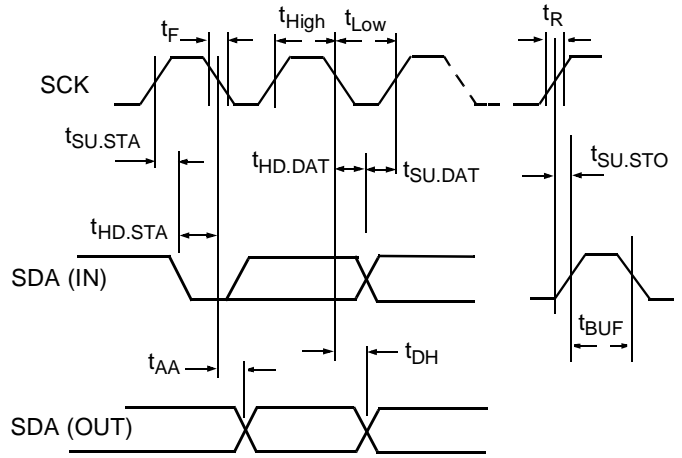 tF
tHigh
tLow
tR
SCK
tSU.STA
tHD.DAT
tSU.DAT
tSU.STO
tHD.STA
SDA (IN)
tBUF
tAA
tDH
SDA (OUT)